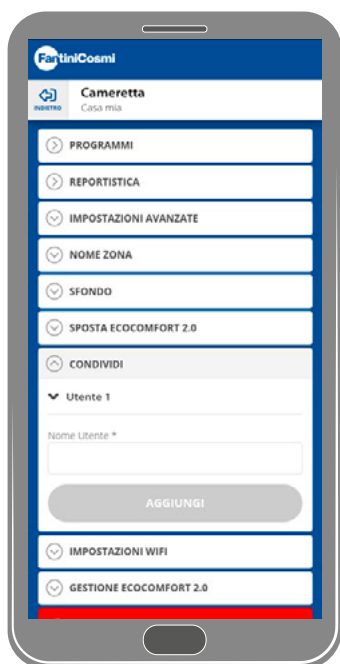 FantiniCosmi
INDIETRO
Cameretta
Casa mia
PROGRAMMI
REPORTISTICA
IMPOSTAZIONI AVANZATE
NOME ZONA
SFONDO
SPOSTA ECOCOMFORT 2.0
CONDIVIDI
Utente 1
Nome Utente *
AGGIUNGI
IMPOSTAZIONI WIFI
GESTIONE ECOCOMFORT 2.0